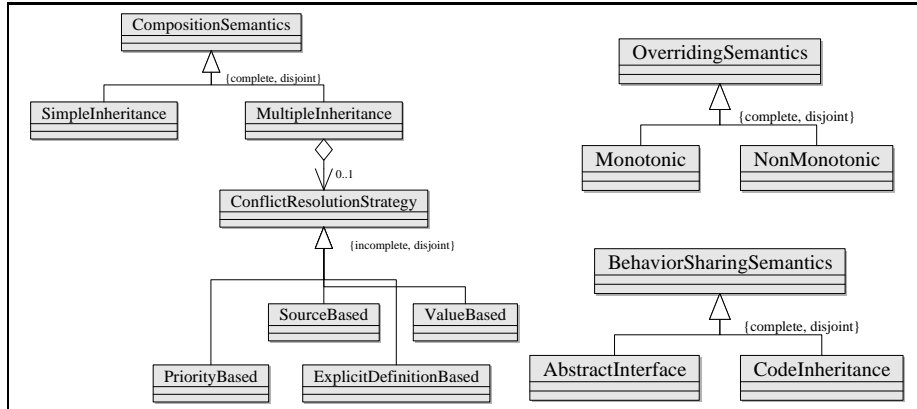 CompositionSemantics
{complete, disjoint}
SimpleInheritance
MultipleInheritance
0..1
ConflictResolutionStrategy
{incomplete, disjoint}
SourceBased
ValueBased
PriorityBased
ExplicitDefinitionBased
OverridingSemantics
{complete, disjoint}
Monotonic
NonMonotonic
BehaviorSharingSemantics
{complete, disjoint}
AbstractInterface
CodeInheritance